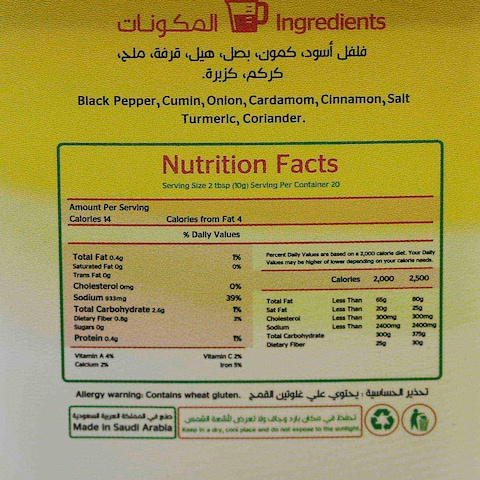 المكونات Ingredients
فلفل أسود، كمون، بصل، هيل، قرفة، ملح،
كركم، كزبرة.
Black Pepper, Cumin, Onion, Cardamom, Cinnamon, Salt
Turmeric, Coriander.
Nutrition Facts
Serving Size 2 tbsp (10g) Serving Per Container 20
Amount Per Serving
Calories 14 Calories from Fat 4
% Daily Values
Total Fat 0.4g 1%
Saturated Fat 0g 0%
Trans Fat 0g
Cholesterol 0mg 0%
Sodium 933mg 39%
Total Carbohydrate 2.6g 1%
Dietary Fiber 0.8g 3%
Sugars 0g
Protein 0.4g 1%
Vitamin A 4% Vitamin C 2%
Calcium 2% Iron 5%
Percent Daily Values are based on a 2,000 calorie diet. Your Daily
Values may be higher of lower depending on your calorie needs.
Calories 2,000 2,500
Total Fat Less Than 65g 80g
Sat Fat Less Than 20g 25g
Cholesterol Less Than 300mg 300mg
Sodium Less Than 2400mg 2400mg
Total Carbohydrate 300g 375g
Dietary Fiber 25g 30g
Allergy warning: Contains wheat gluten. تحذير الحساسية : يحتوي علي غلوتين القمح
صنع في المملكة العربية السعودية
Made in Saudi Arabia
تحفظ في مكان بارد وجاف ولا تعرض لأشعة الشمس
Keep in a dry, cool place and do not expose to the sunlight.